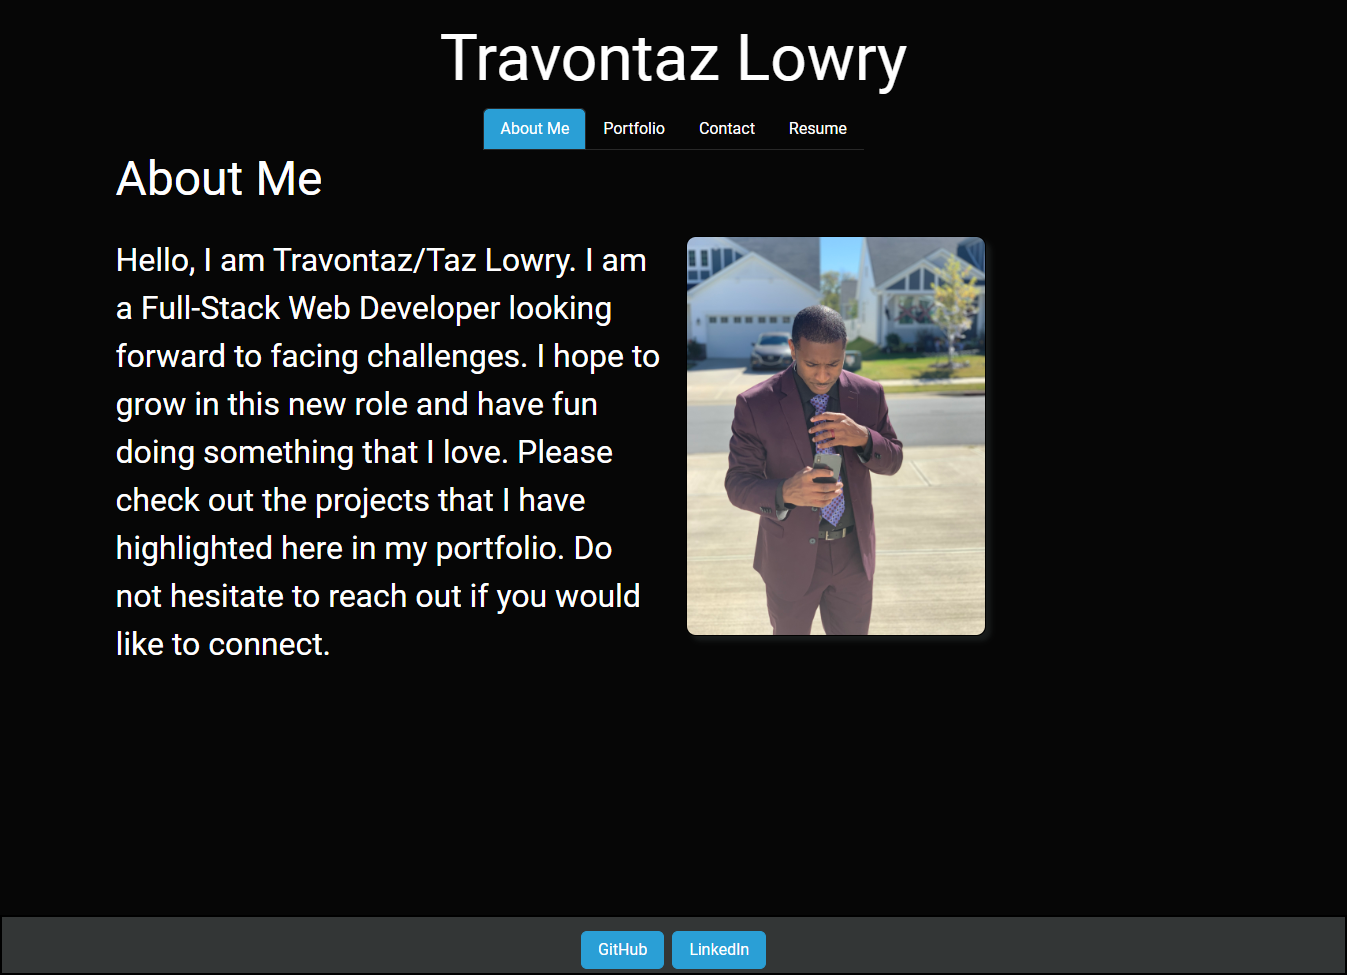 Travontaz Lowry
About Me Portfolio Contact Resume
About Me
Hello, I am Travontaz/Taz Lowry. I am
a Full-Stack Web Developer looking
forward to facing challenges. I hope to
grow in this new role and have fun
doing something that I love. Please
check out the projects that I have
highlighted here in my portfolio. Do
not hesitate to reach out if you would
like to connect.
GitHub LinkedIn